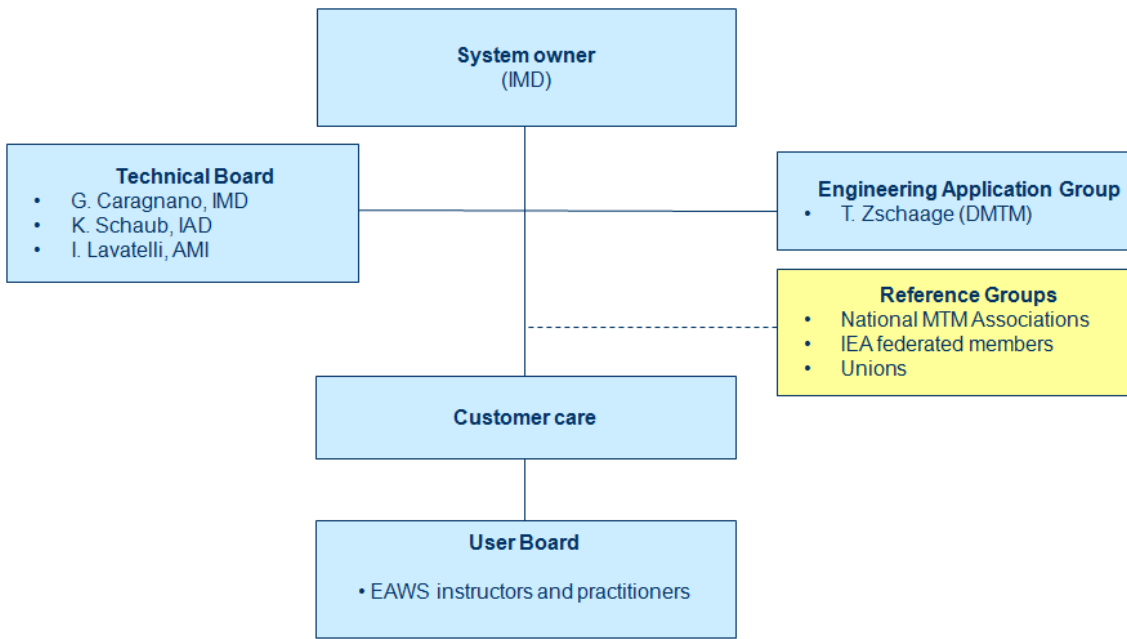 System owner
(IMD)
Technical Board
• G. Caragnano, IMD
• K. Schaub, IAD
• I. Lavatelli, AMI
Engineering Application Group
• T. Zschaage (DMTM)
Reference Groups
• National MTM Associations
• IEA federated members
• Unions
Customer care
User Board
• EAWS instructors and practitioners